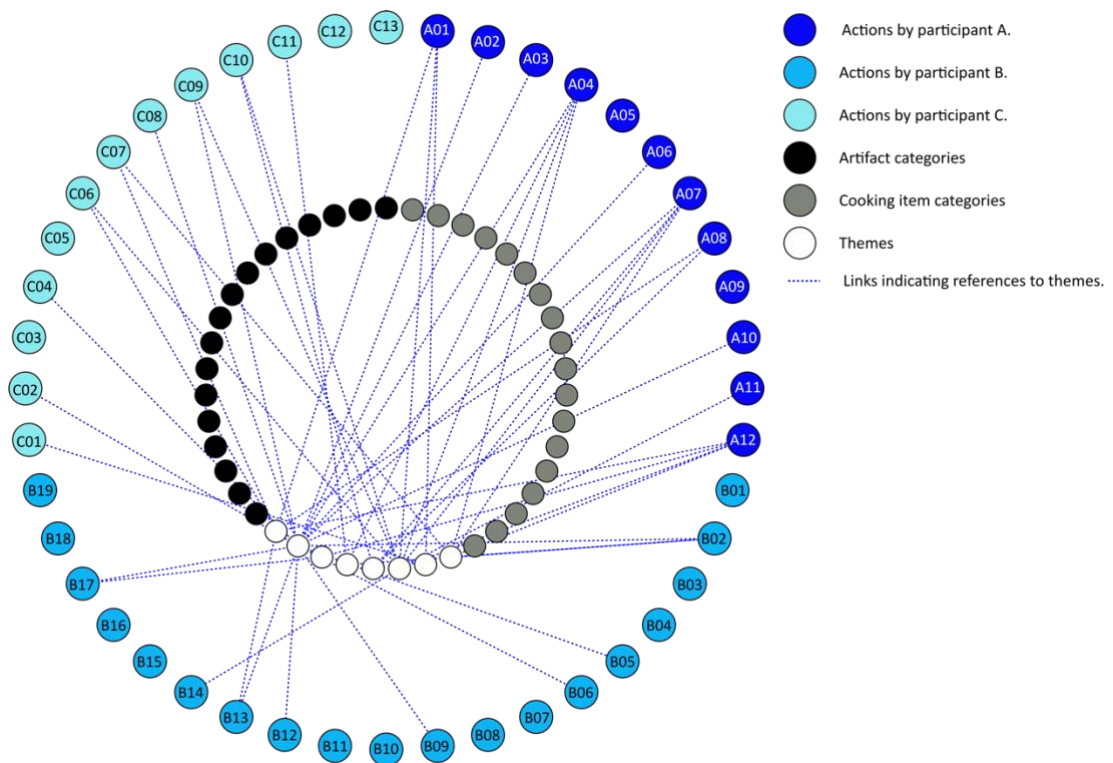 C13
A01
C12
A02
C11
A03
C10
A04
C09
A05
C08
A06
C07
A07
C06
A08
C05
A09
C04
A10
C03
A11
C02
A12
C01
B01
B19
B02
B18
B03
B17
B04
B16
B05
B15
B06
B14
B07
B13
B08
B12
B09
B11
B10
Actions by participant A.
Actions by participant B.
Actions by participant C.
Artifact categories
Cooking item categories
Themes
Links indicating references to themes.